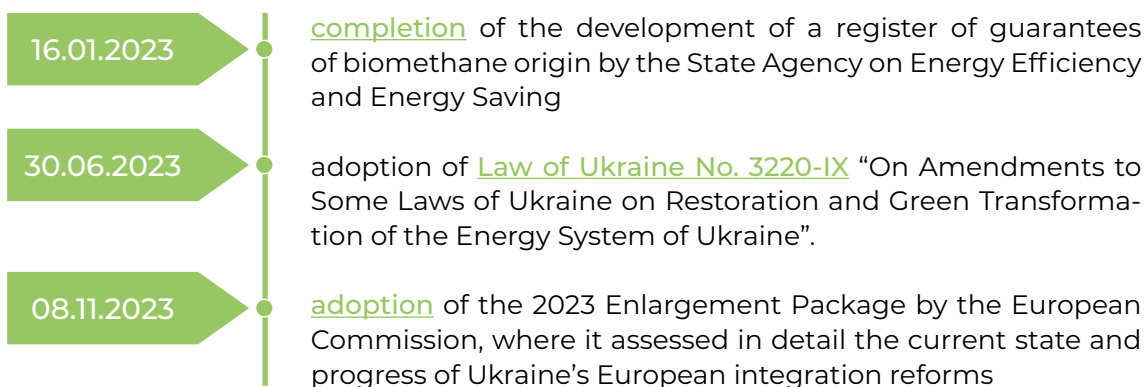 16.01.2023
completion of the development of a register of guarantees
of biomethane origin by the State Agency on Energy Efficiency
and Energy Saving
30.06.2023
adoption of Law of Ukraine No. 3220-IX “On Amendments to
Some Laws of Ukraine on Restoration and Green Transforma-
tion of the Energy System of Ukraine”.
08.11.2023
adoption of the 2023 Enlargement Package by the European
Commission, where it assessed in detail the current state and
progress of Ukraine’s European integration reforms